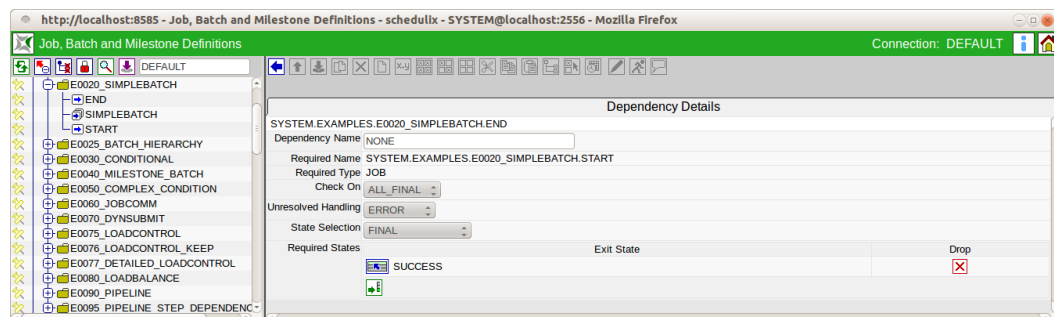 http://localhost:8585 - Job, Batch and Milestone Definitions - schedulix - SYSTEM@localhost:2556 - Mozilla Firefox
Job, Batch and Milestone Definitions
Connection: DEFAULT
DEFAULT
E0020_SIMPLEBATCH
END
SIMPLEBATCH
START
E0025_BATCH_HIERARCHY
E0030_CONDITIONAL
E0040_MILESTONE_BATCH
E0050_COMPLEX_CONDITION
E0060_JOBCOMM
E0070_DYNSUBMIT
E0075_LOADCONTROL
E0076_LOADCONTROL_KEEP
E0077_DETAILED_LOADCONTROL
E0080_LOADBALANCE
E0090_PIPELINE
E0095_PIPELINE_STEP_DEPENDENC
Dependency Details
SYSTEM.EXAMPLES.E0020_SIMPLEBATCH.END
Dependency Name NONE
Required Name SYSTEM.EXAMPLES.E0020_SIMPLEBATCH.START
Required Type JOB
Check On ALL_FINAL
Unresolved Handling ERROR
State Selection FINAL
Required States Exit State Drop
SUCCESS